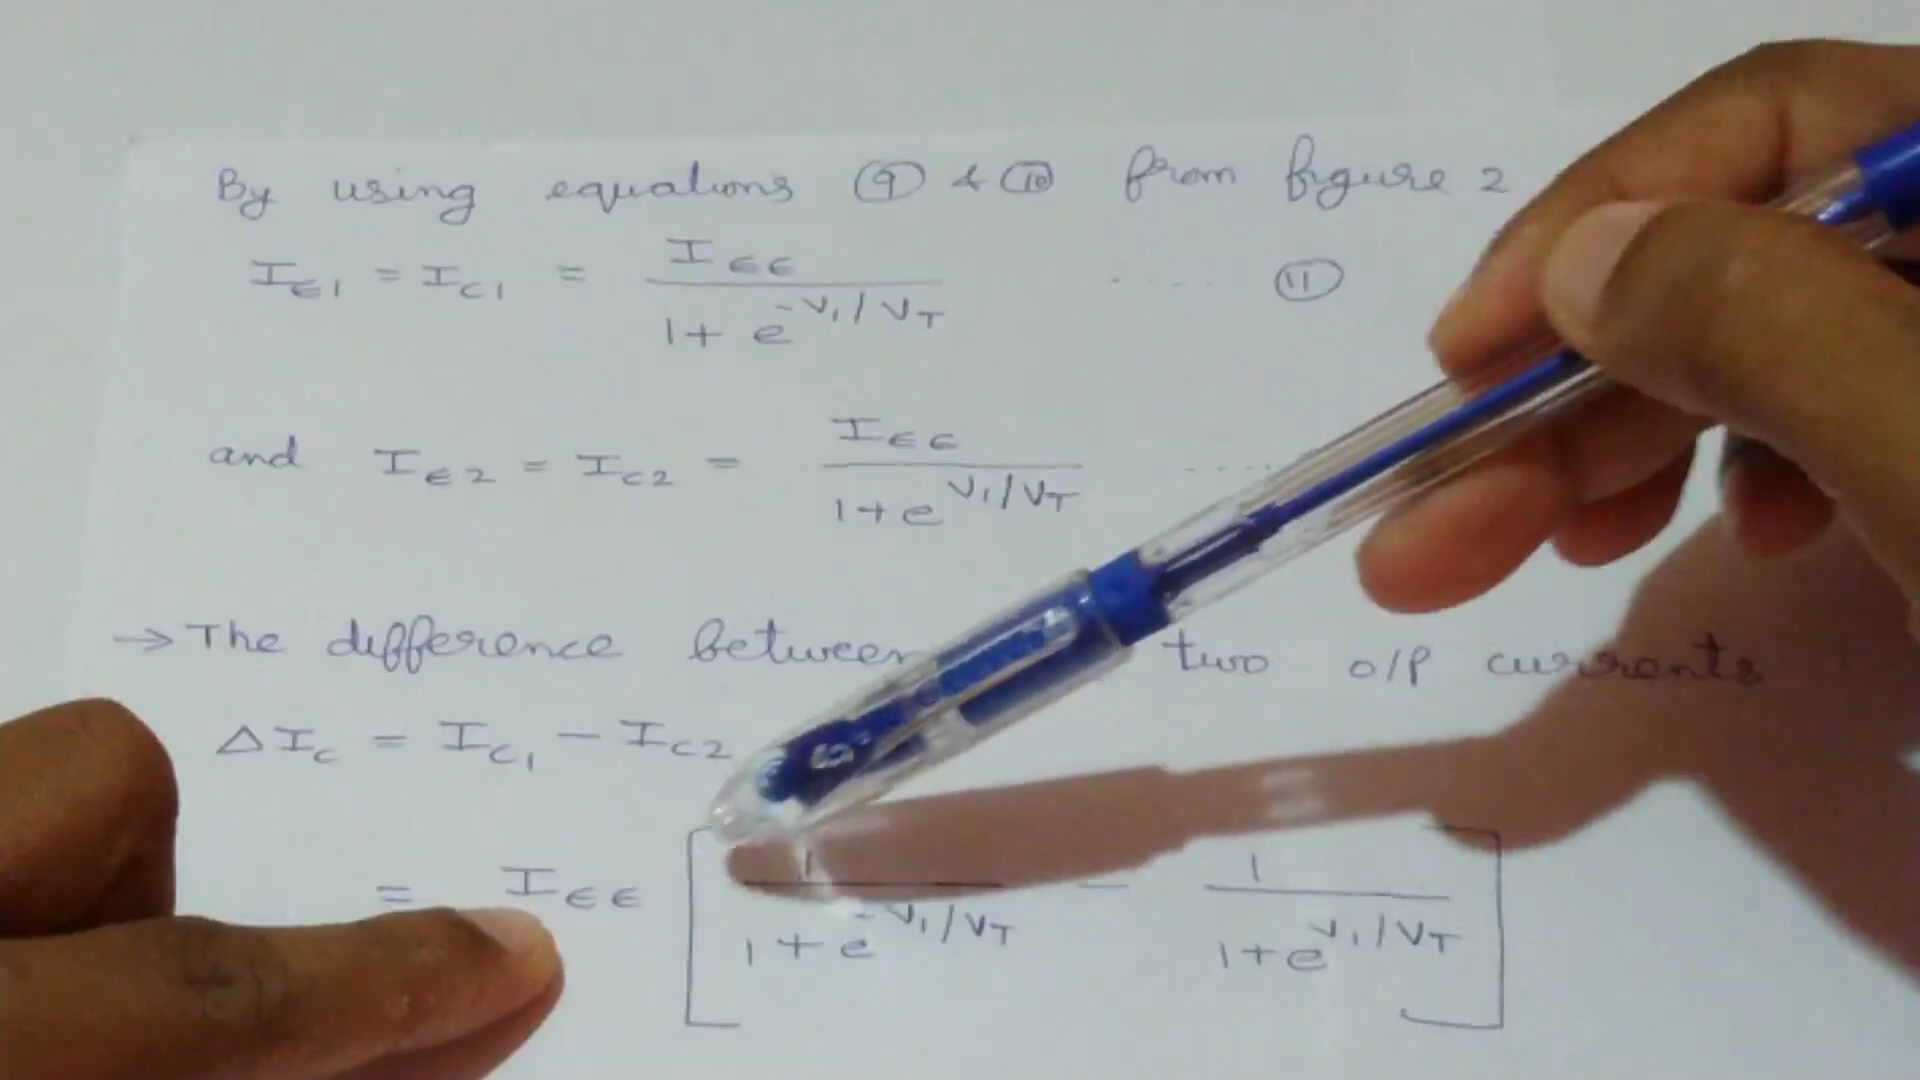 By using equations ⑨ & ⑩ from figure 2
I_E1 = I_C1 = I_EE / (1 + e^(-V1/VT)) ..... ⑪
and I_E2 = I_C2 = I_EE / (1 + e^(V1/VT)) ....
→ The difference between two o/p currents
ΔI_C = I_C1 - I_C2
= I_EE [ 1 / (1 + e^(-V1/VT)) - 1 / (1 + e^(V1/VT)) ]